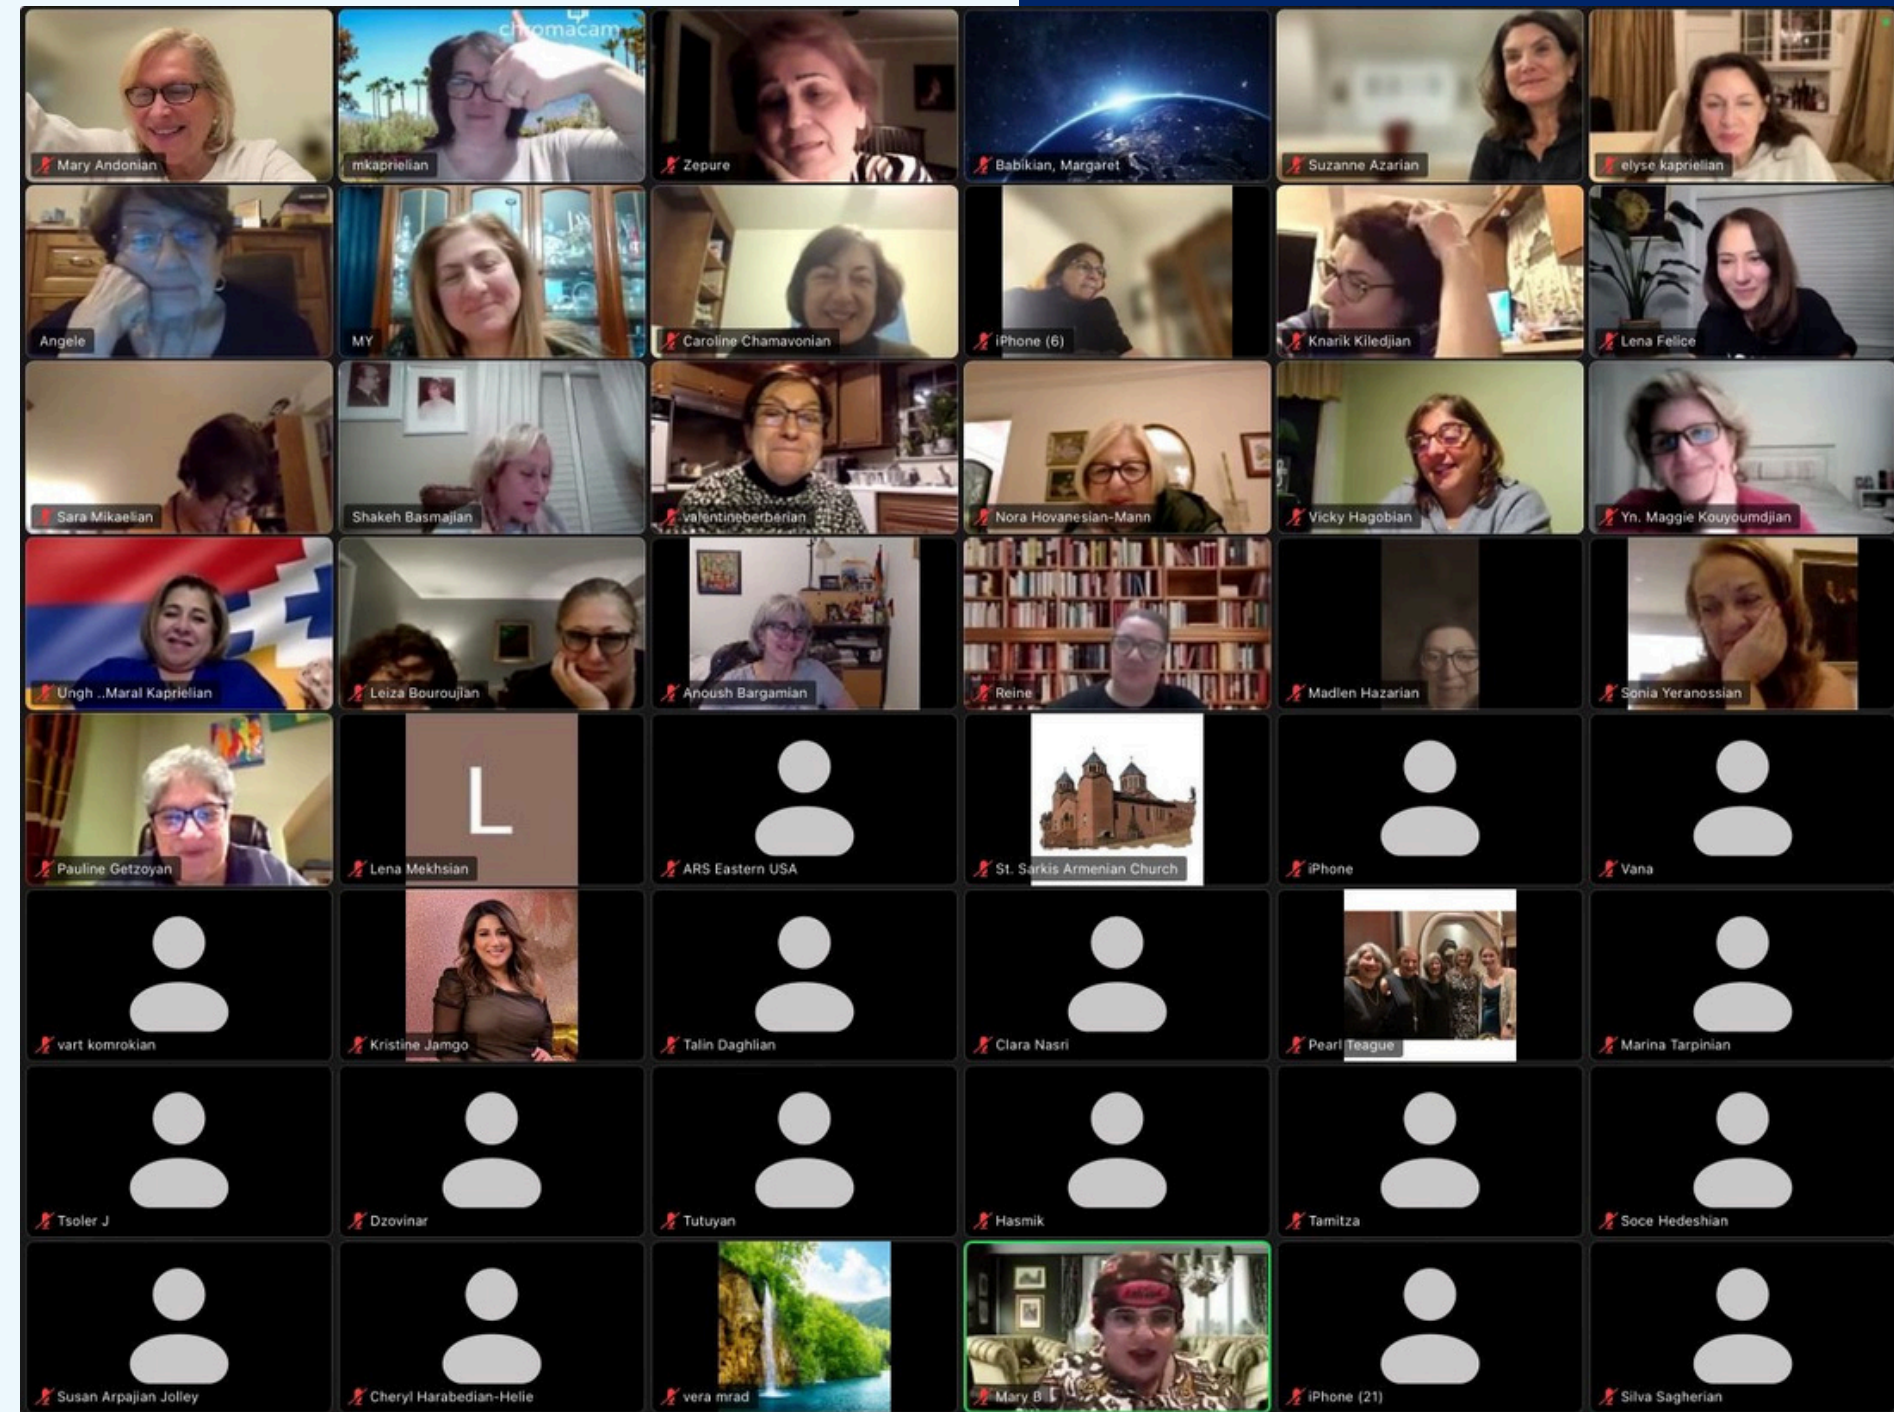 chromacam
Mary Andonian
mkaprielian
Zepure
Babikian, Margaret
Suzanne Azarian
elyse kaprielian
Angele
MY
Caroline Chamavonian
iPhone (6)
Knarik Kiledjian
Lena Felice
Sara Mikaelian
Shakeh Basmajian
valentineberberian
Nora Hovanesian-Mann
Vicky Hagobian
Yn. Maggie Kouyoumdjian
Ungh ..Maral Kaprielian
Leiza Bouroujian
Anoush Bargamian
Reine
Madlen Hazarian
Sonia Yeranossian
Pauline Getzoyan
L
Lena Mekhsian
ARS Eastern USA
St. Sarkis Armenian Church
iPhone
Vana
vart komrokian
Kristine Jamgo
Talin Daghlian
Clara Nasri
Pearl Teague
Marina Tarpinian
Tsoler J
Dzovinar
Tutuyan
Hasmik
Tamitza
Soce Hedeshian
Susan Arpajian Jolley
Cheryl Harabedian-Helie
vera mrad
Mary B
iPhone (21)
Silva Sagherian